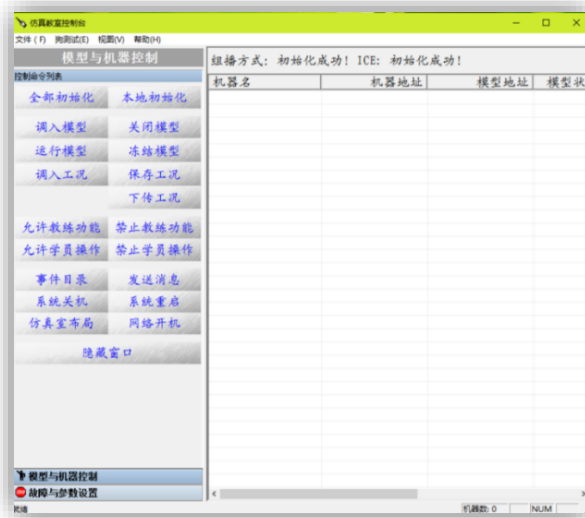 仿真教室控制台
文件(F) 向测试(E) 视图(V) 帮助(H)
模型与机器控制
控制命令列表
全部初始化 本地初始化
调入模型 关闭模型
运行模型 冻结模型
调入工况 保存工况
下传工况
允许教练功能 禁止教练功能
允许学员操作 禁止学员操作
事件目录 发送消息
系统关机 系统重启
仿真室布局 网络开机
隐藏窗口
模型与机器控制
故障与参数设置
就绪
组播方式: 初始化成功! ICE: 初始化成功!
机器名 机器地址 模型地址 模型状
机器数: 0 NUM